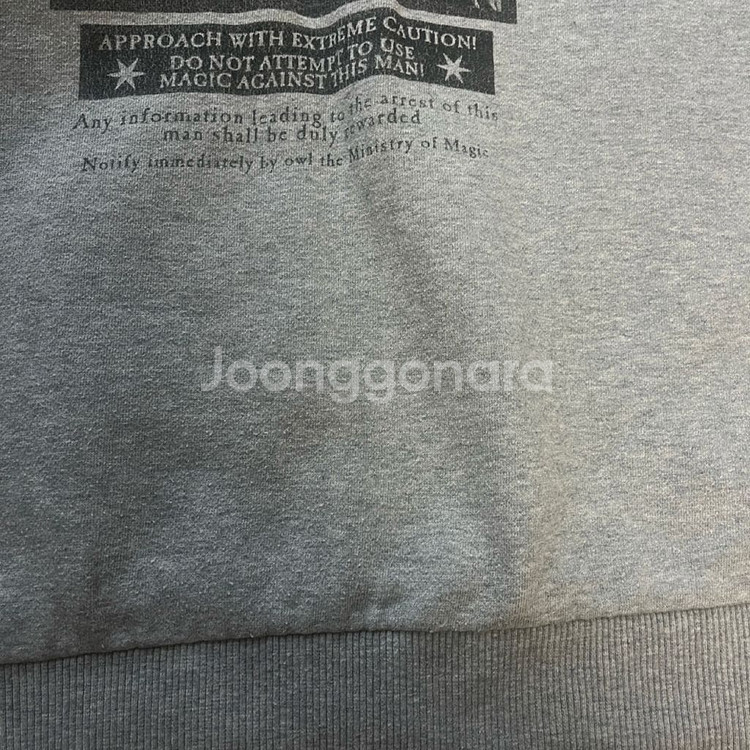 APPROACH WITH EXTREME CAUTION!
DO NOT ATTEMPT TO USE
MAGIC AGAINST THIS MAN!
Any information leading to the arrest of this
man shall be duly rewarded
Notify immediately by owl the Ministry of Magic
Joonggonara